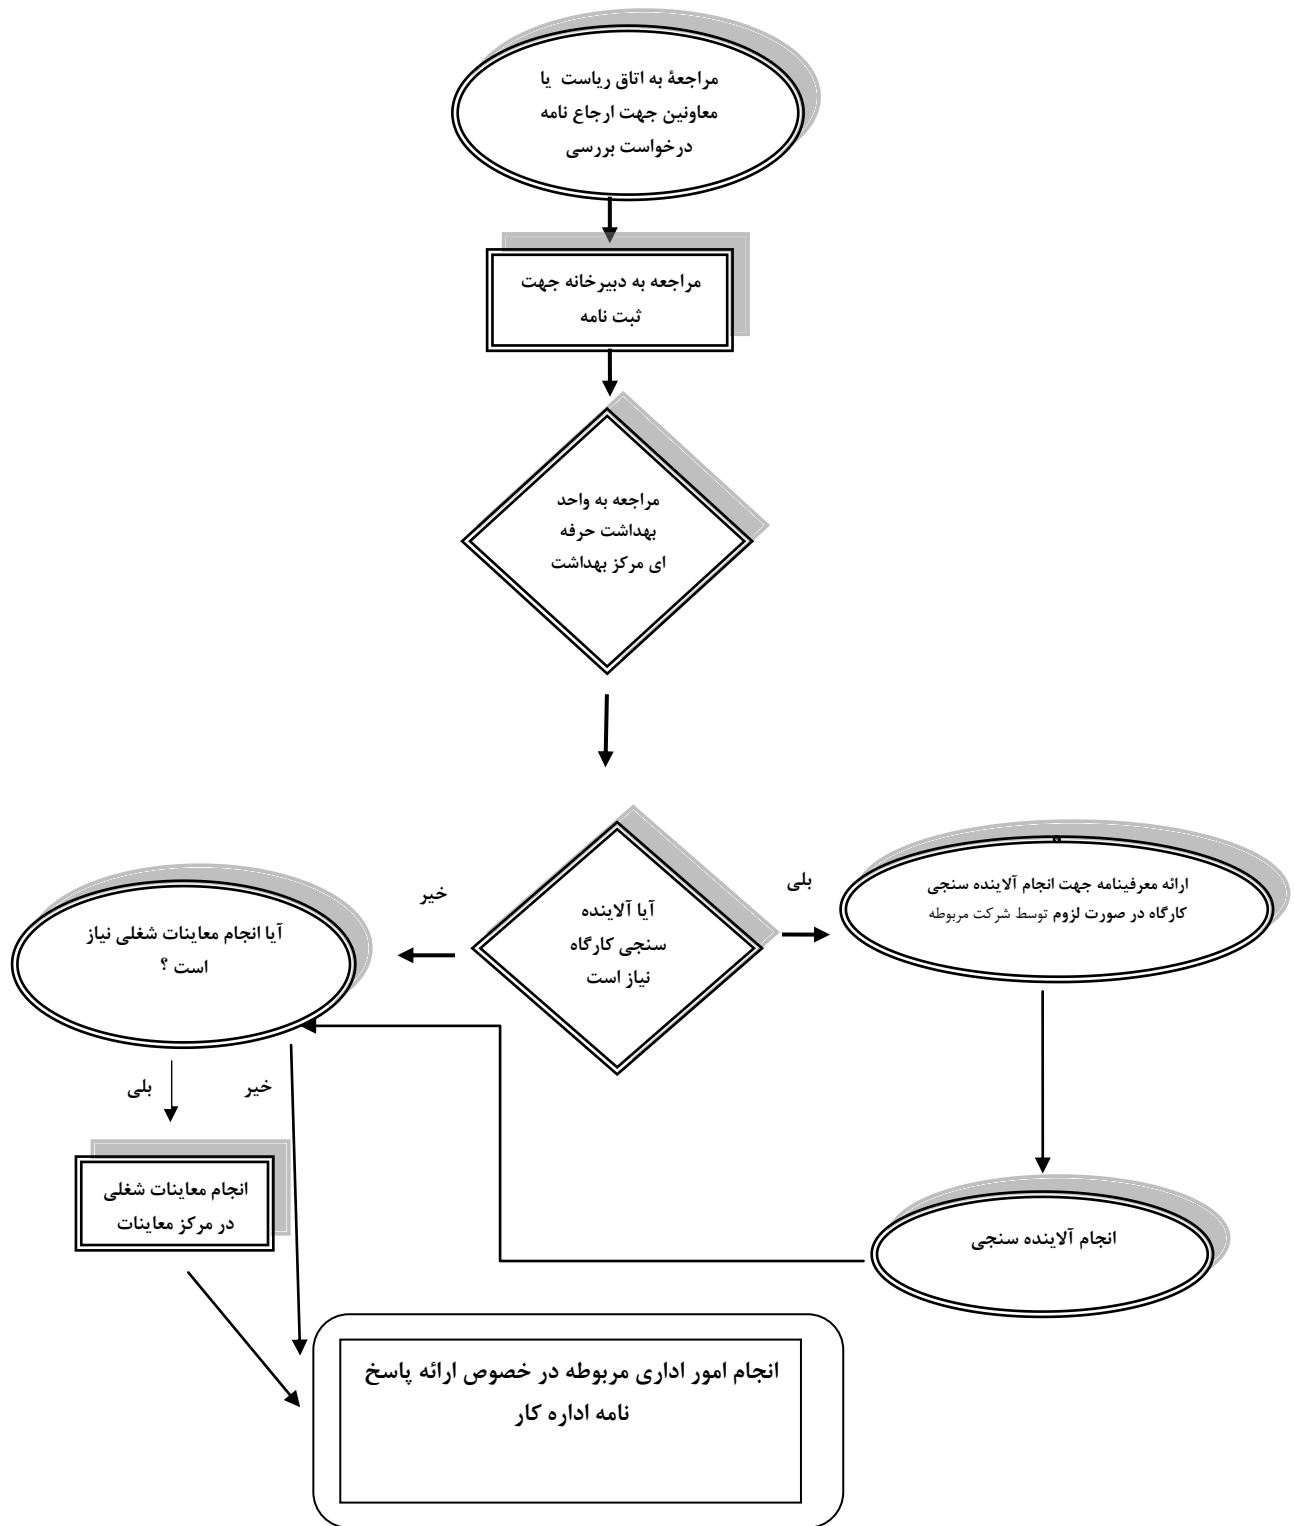 مراجعهٔ به اتاق ریاست یا
معاونین جهت ارجاع نامه
درخواست بررسی
مراجعه به دبیرخانه جهت
ثبت نامه
مراجعه به واحد
بهداشت حرفه
ای مرکز بهداشت
آیا آلاینده
سنجی کارگاه
نیاز است
بلی
خیر
ارائه معرفینامه جهت انجام آلاینده سنجی
کارگاه در صورت لزوم توسط شرکت مربوطه
آیا انجام معاینات شغلی نیاز
است ؟
خیر
بلی
انجام معاینات شغلی
در مرکز معاینات
انجام آلاینده سنجی
انجام امور اداری مربوطه در خصوص ارائه پاسخ
نامه اداره کار